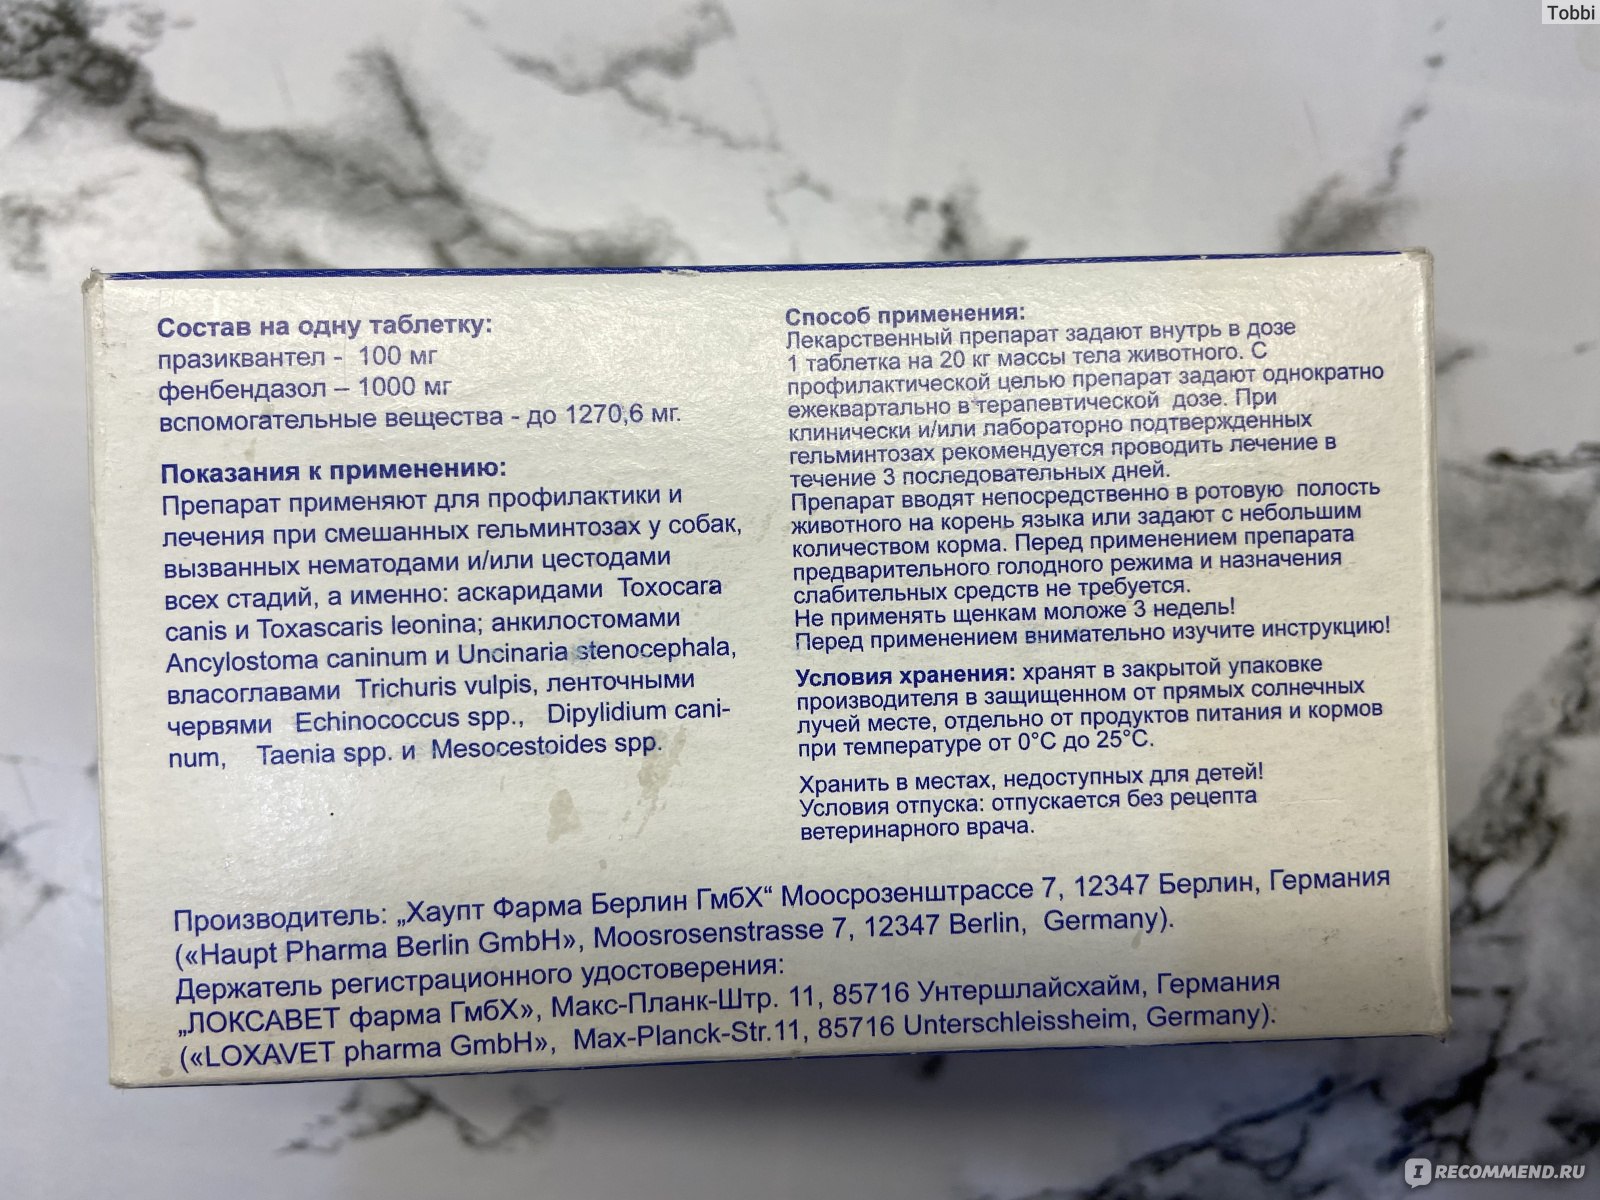 Tobbi
Состав на одну таблетку:
празиквантел - 100 мг
фенбендазол – 1000 мг
вспомогательные вещества - до 1270,6 мг.
Показания к применению:
Препарат применяют для профилактики и
лечения при смешанных гельминтозах у собак,
вызванных нематодами и/или цестодами
всех стадий, а именно: аскаридами Toxocara
canis и Toxascaris leonina; анкилостомами
Ancylostoma caninum и Uncinaria stenocephala,
власоглавами Trichuris vulpis, ленточными
червями Echinococcus spp., Dipylidium cani-
num, Taenia spp. и Mesocestoides spp.
Способ применения:
Лекарственный препарат задают внутрь в дозе
1 таблетка на 20 кг массы тела животного. С
профилактической целью препарат задают однократно
ежеквартально в терапевтической дозе. При
клинически и/или лабораторно подтвержденных
гельминтозах рекомендуется проводить лечение в
течение 3 последовательных дней.
Препарат вводят непосредственно в ротовую полость
животного на корень языка или задают с небольшим
количеством корма. Перед применением препарата
предварительного голодного режима и назначения
слабительных средств не требуется.
Не применять щенкам моложе 3 недель!
Перед применением внимательно изучите инструкцию!
Условия хранения: хранят в закрытой упаковке
производителя в защищенном от прямых солнечных
лучей месте, отдельно от продуктов питания и кормов
при температуре от 0°С до 25°С.
Хранить в местах, недоступных для детей!
Условия отпуска: отпускается без рецепта
ветеринарного врача.
Производитель: „Хаупт Фарма Берлин ГмбХ“ Моосрозенштрассе 7, 12347 Берлин, Германия
(«Haupt Pharma Berlin GmbH», Moosrosenstrasse 7, 12347 Berlin, Germany).
Держатель регистрационного удостоверения:
„ЛОКСАВЕТ фарма ГмбХ», Макс-Планк-Штр. 11, 85716 Унтершлайсхайм, Германия
(«LOXAVET pharma GmbH», Max-Planck-Str.11, 85716 Unterschleissheim, Germany).
IRECOMMEND.RU